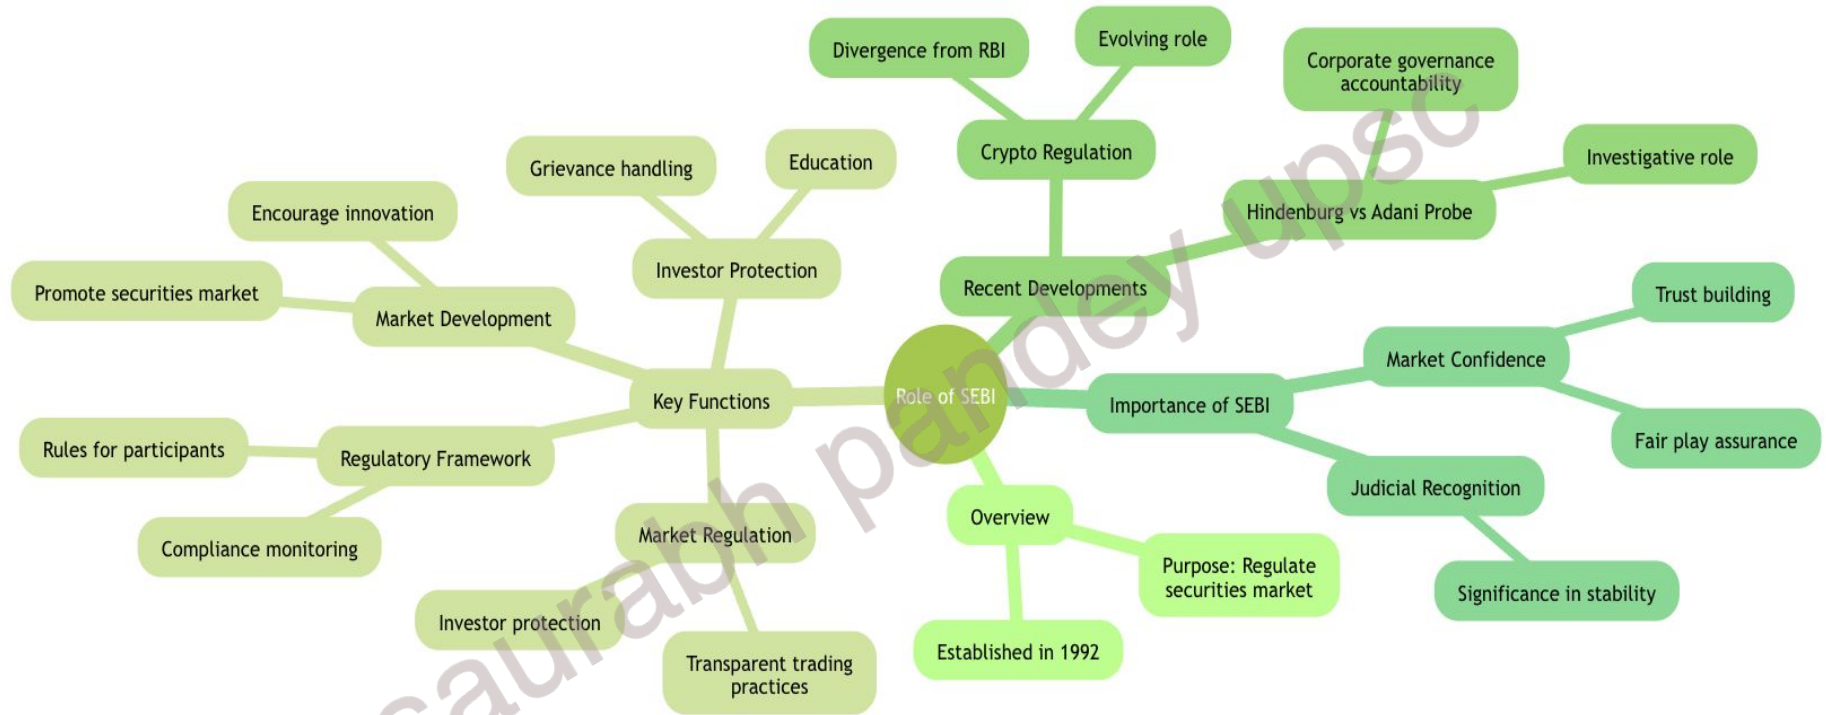 Role of SEBI
Recent Developments
Crypto Regulation
Divergence from RBI
Evolving role
Hindenburg vs Adani Probe
Corporate governance
accountability
Investigative role
Importance of SEBI
Market Confidence
Trust building
Fair play assurance
Judicial Recognition
Significance in stability
Overview
Purpose: Regulate
securities market
Established in 1992
Key Functions
Investor Protection
Grievance handling
Education
Market Development
Encourage innovation
Promote securities market
Regulatory Framework
Rules for participants
Compliance monitoring
Market Regulation
Investor protection
Transparent trading
practices
saurabh pandey upsc